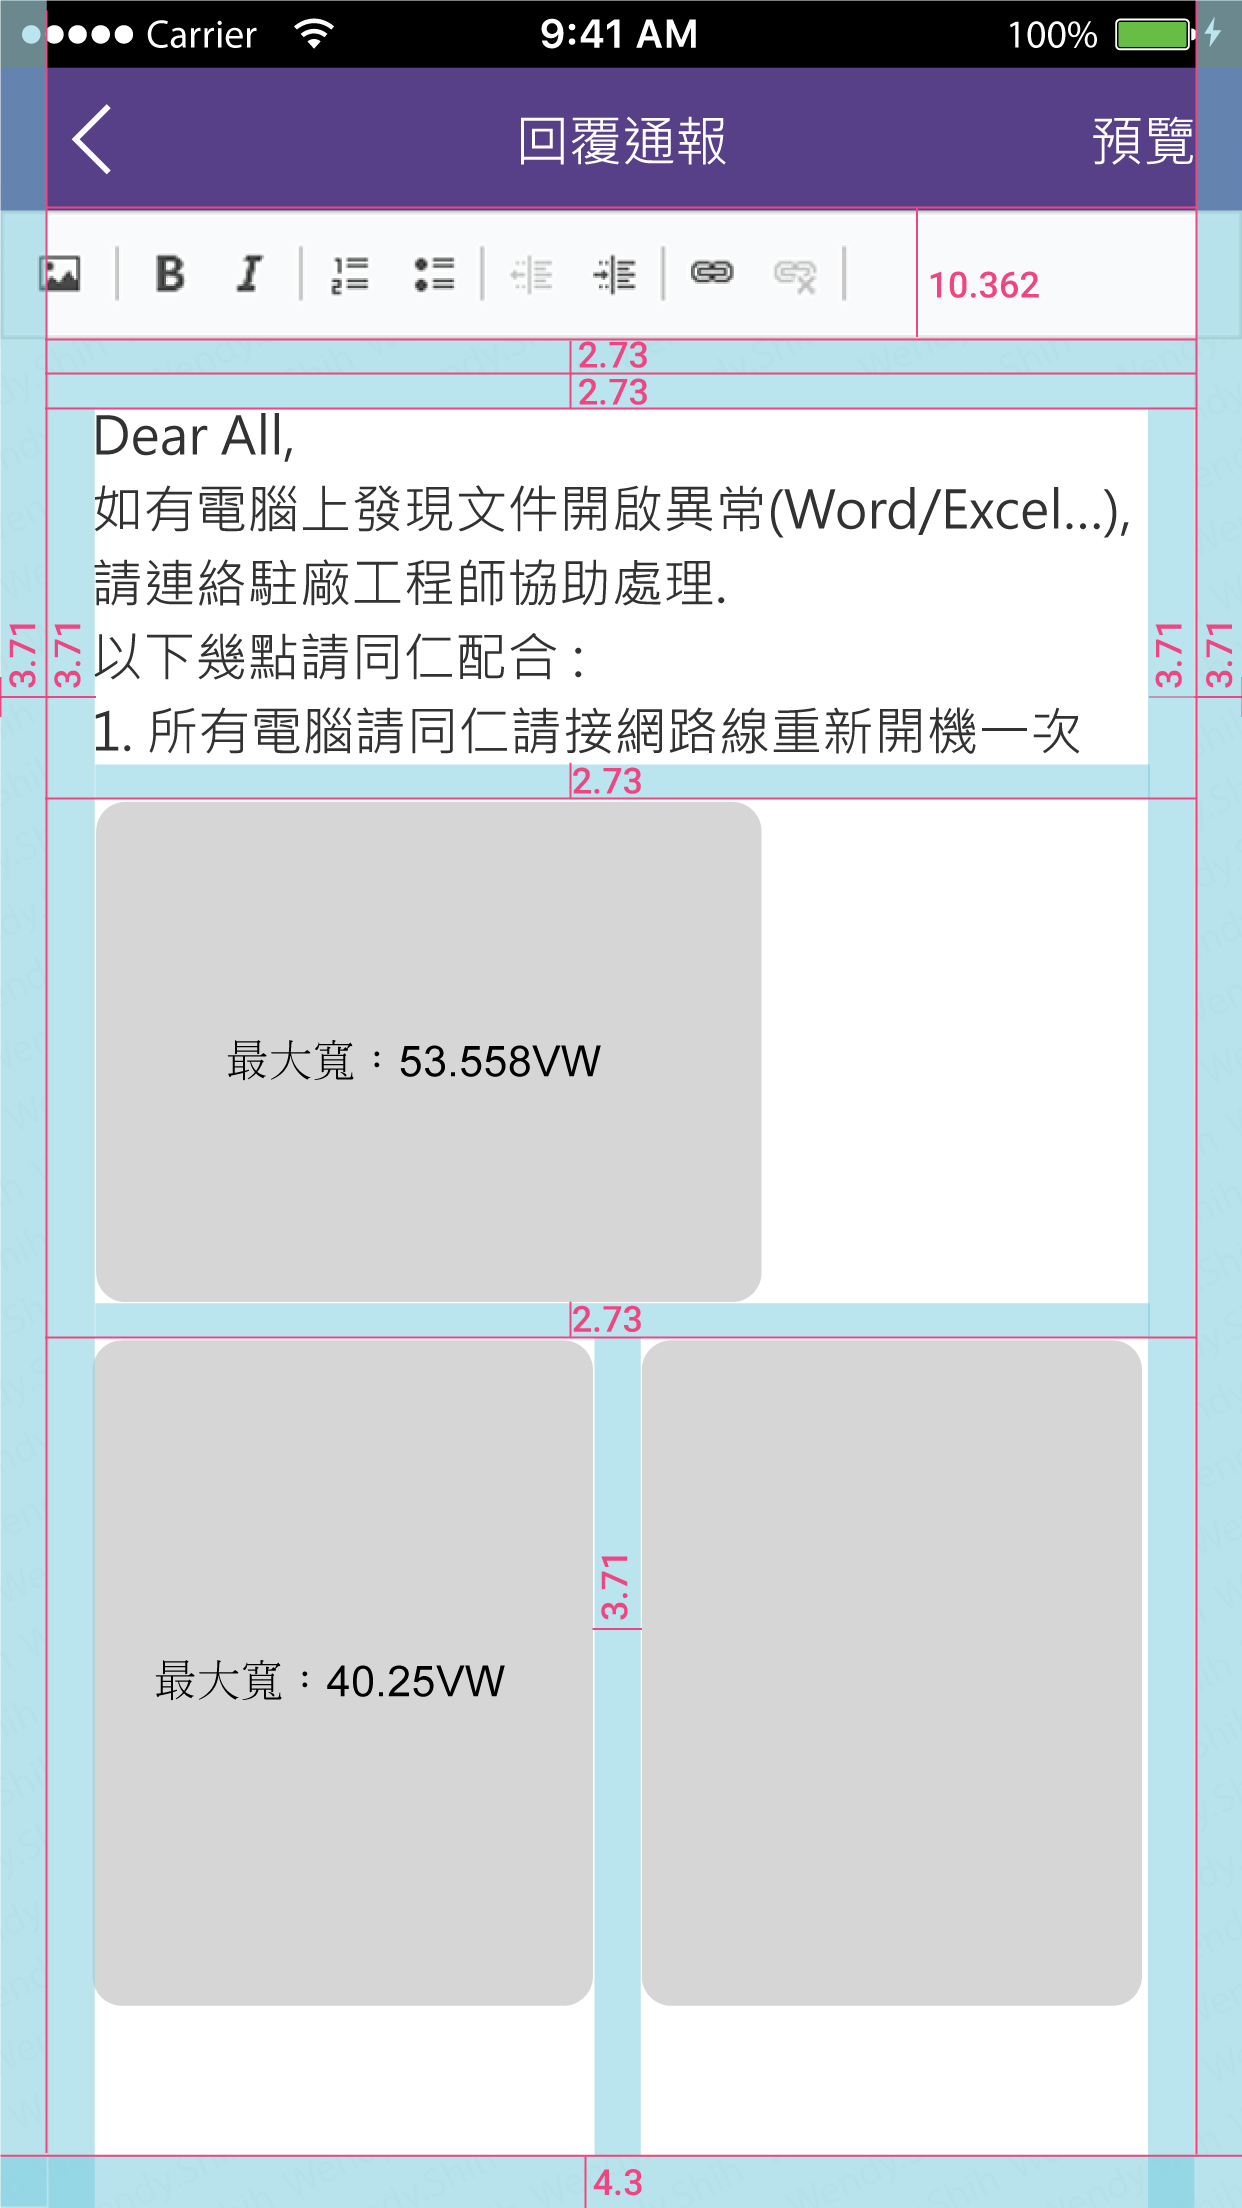 Carrier 9:41 AM 100%
回覆通報 預覽
B I
10.362
2.73
2.73
Dear All,
如有電腦上發現文件開啟異常(Word/Excel...),
請連絡駐廠工程師協助處理.
以下幾點請同仁配合 :
3.71 3.71 3.71 3.71
1. 所有電腦請同仁請接網路線重新開機一次
2.73
最大寬：53.558VW
2.73
3.71
最大寬：40.25VW
4.3
Wendy.Shih